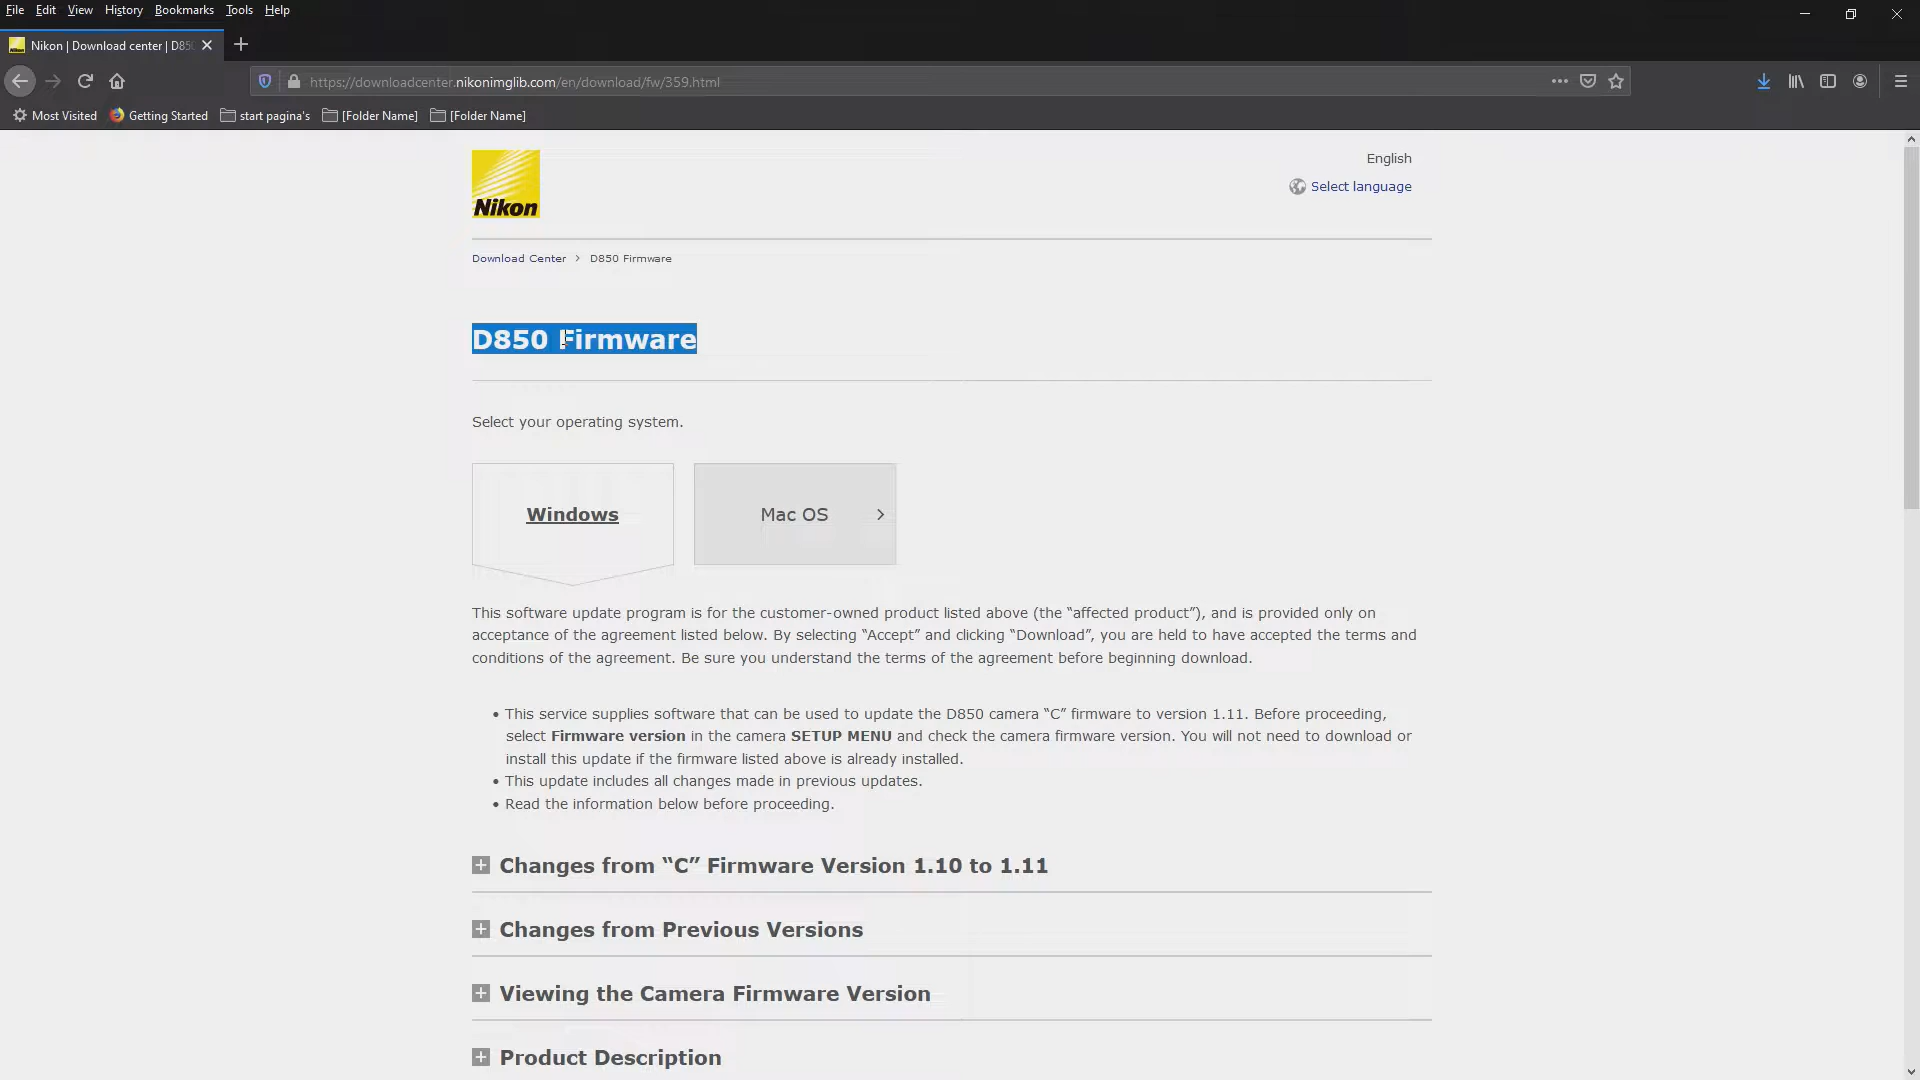 File Edit View History Bookmarks Tools Help
Nikon | Download center | D85
https://downloadcenter.nikonimglib.com/en/download/fw/359.html
Most Visited Getting Started start pagina's [Folder Name] [Folder Name]
Nikon
English
Select language
Download Center > D850 Firmware
D850 Firmware
Select your operating system.
Windows
Mac OS
This software update program is for the customer-owned product listed above (the “affected product”), and is provided only on
acceptance of the agreement listed below. By selecting “Accept” and clicking “Download”, you are held to have accepted the terms and
conditions of the agreement. Be sure you understand the terms of the agreement before beginning download.
• This service supplies software that can be used to update the D850 camera “C” firmware to version 1.11. Before proceeding,
select Firmware version in the camera SETUP MENU and check the camera firmware version. You will not need to download or
install this update if the firmware listed above is already installed.
• This update includes all changes made in previous updates.
• Read the information below before proceeding.
Changes from “C” Firmware Version 1.10 to 1.11
Changes from Previous Versions
Viewing the Camera Firmware Version
Product Description